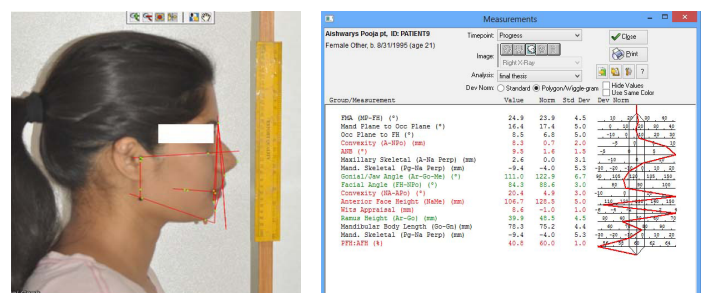 Measurements
Aishwarys Pooja pt, ID: PATIENT9
Female Other, b. 8/31/1995 (age 21)
Timepoint: Progress
Image:
Right X-Ray
Analysis: final thesis
Dev Norm: Standard Polygon/Wiggle-gram
Close
Print
?
Hide Values
Use Same Color
Group/Measurement Value Norm Std Dev Dev Norm
FMA (MP-FH) (°) 24.9 23.9 4.5
Mand Plane to Occ Plane (°) 16.4 17.4 5.0
Occ Plane to FH (°) 8.5 6.8 5.0
Convexity (A-NPo) (mm) 8.3 0.7 2.0
ANB (°) 9.5 1.6 1.5
Maxillary Skeletal (A-Na Perp) (mm) 2.6 0.0 3.1
Mand. Skeletal (Pg-Na Perp) (mm) -9.4 -4.0 5.3
Gonial/Jaw Angle (Ar-Go-Me) (°) 111.0 122.9 6.7
Facial Angle (FH-NPo) (°) 84.3 88.6 3.0
Convexity (NA-APo) (°) 20.4 4.9 3.0
Anterior Face Height (NaMe) (mm) 106.7 128.5 5.0
Wits Appraisal (mm) 8.6 -1.0 1.0
Ramus Height (Ar-Go) (mm) 39.9 48.5 4.5
Mandibular Body Length (Go-Gn)(mm) 78.3 75.2 4.4
Mand. Skeletal (Pg-Na Perp) (mm) -9.4 -4.0 5.3
PFH:AFH (%) 40.8 60.0 1.0